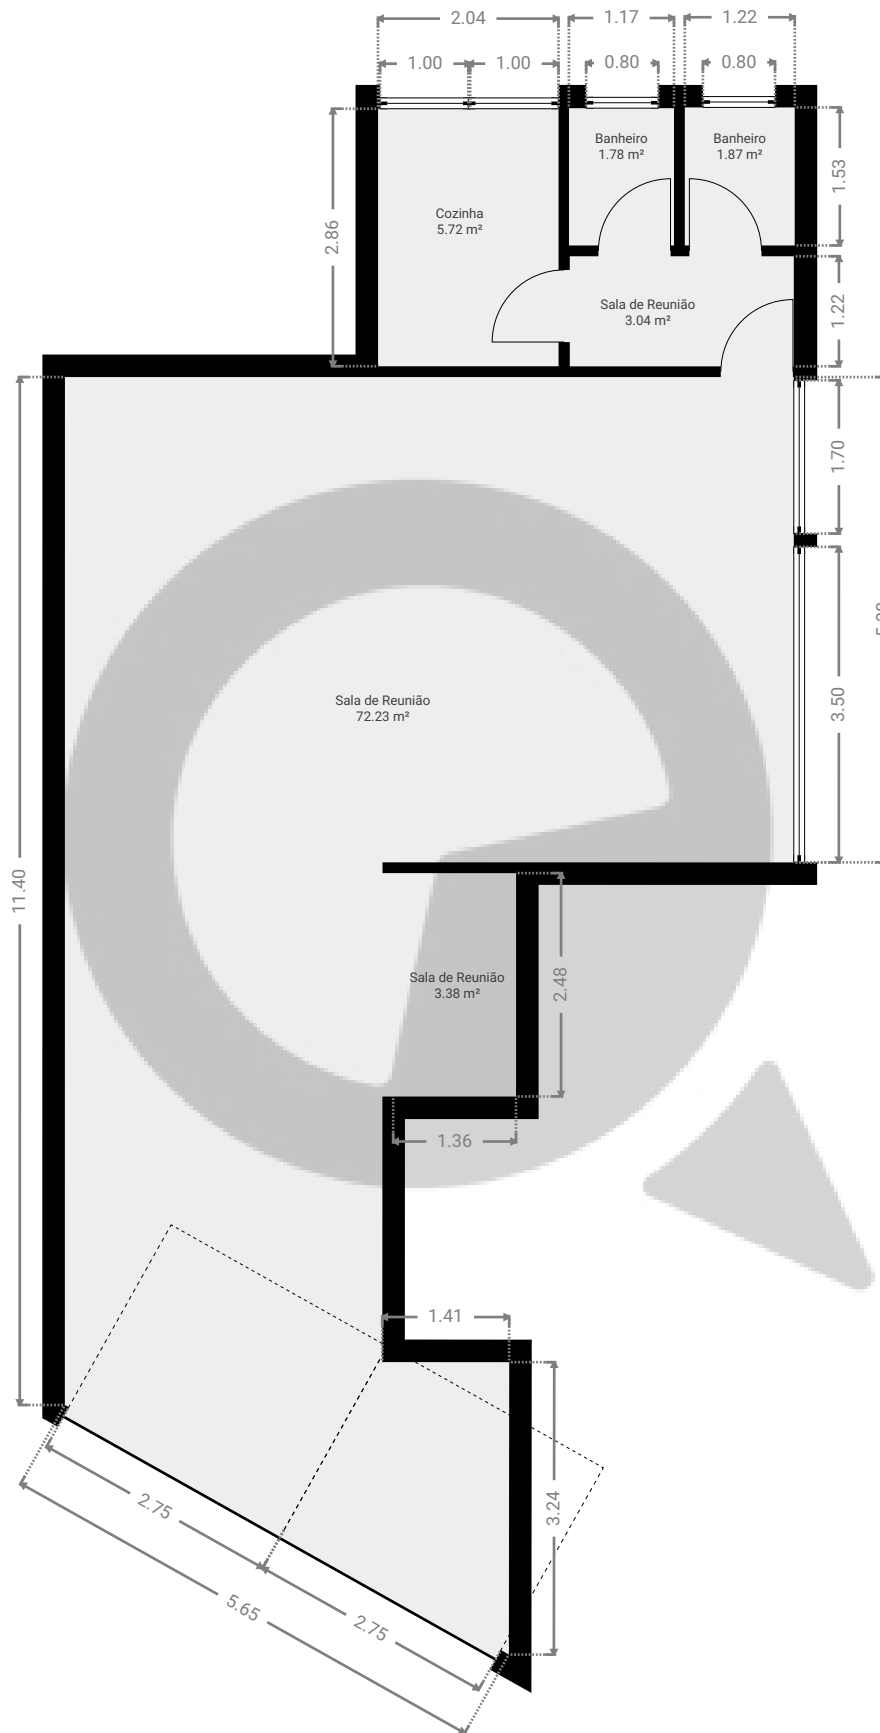 2.04
1.17
1.22
1.00
1.00
0.80
0.80
Banheiro
1.78 m²
Banheiro
1.87 m²
1.53
Cozinha
5.72 m²
2.86
Sala de Reunião
3.04 m²
1.22
1.70
3.50
Sala de Reunião
72.23 m²
11.40
Sala de Reunião
3.38 m²
2.48
1.36
1.41
3.24
2.75
2.75
5.65